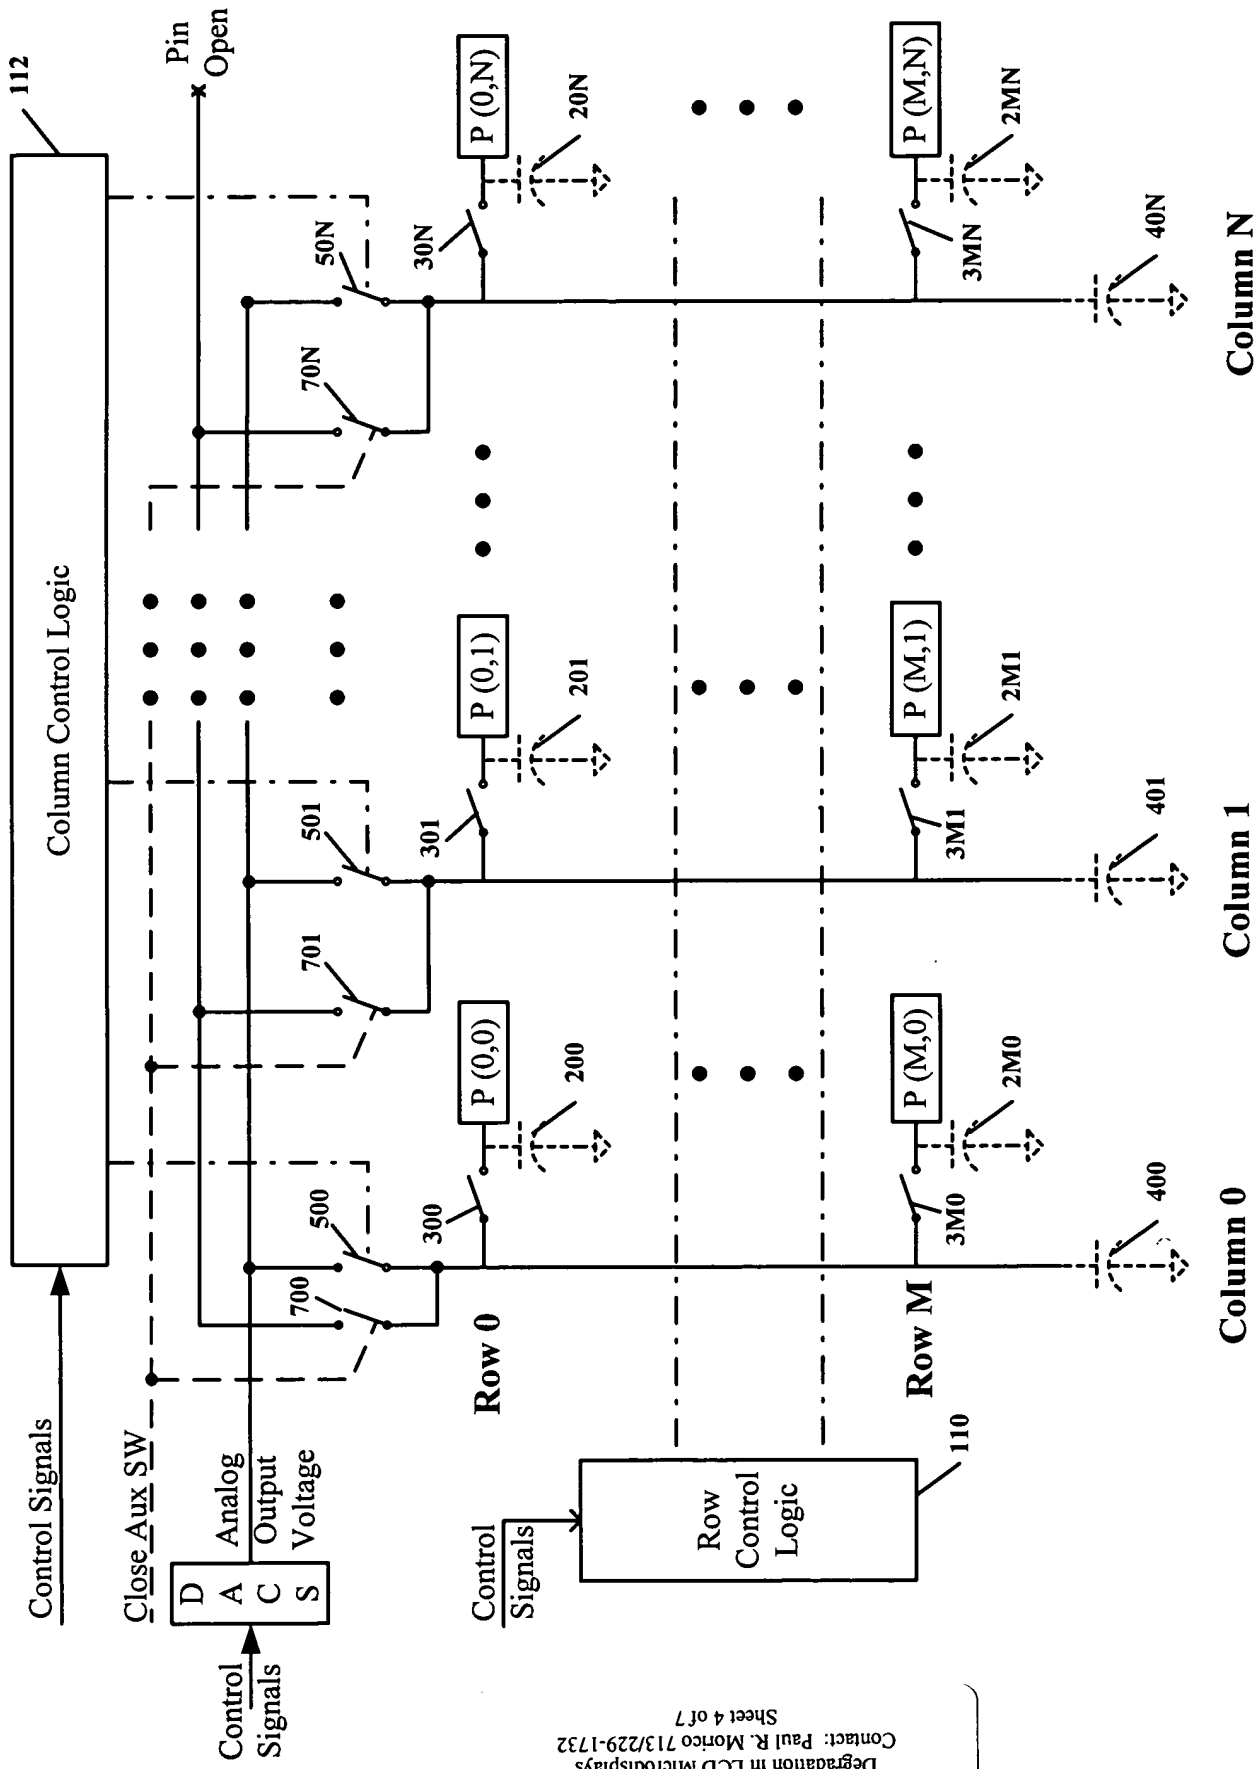 112
Column Control Logic
Control Signals
Pin
Open
Close Aux SW
D
A
C
S
Analog
Output
Voltage
Control
Signals
700
500
701
501
70N
50N
Row 0
300
P (0,0)
200
301
P (0,1)
201
30N
P (0,N)
20N
Control
Signals
Row
Control
Logic
110
Row M
3M0
P (M,0)
2M0
3M1
P (M,1)
2M1
3MN
P (M,N)
2MN
400
401
40N
Column 0
Column 1
Column N
Degradation in LCD Microdisplays
Contact: Paul R. Morico 713/229-1732
Sheet 4 of 7